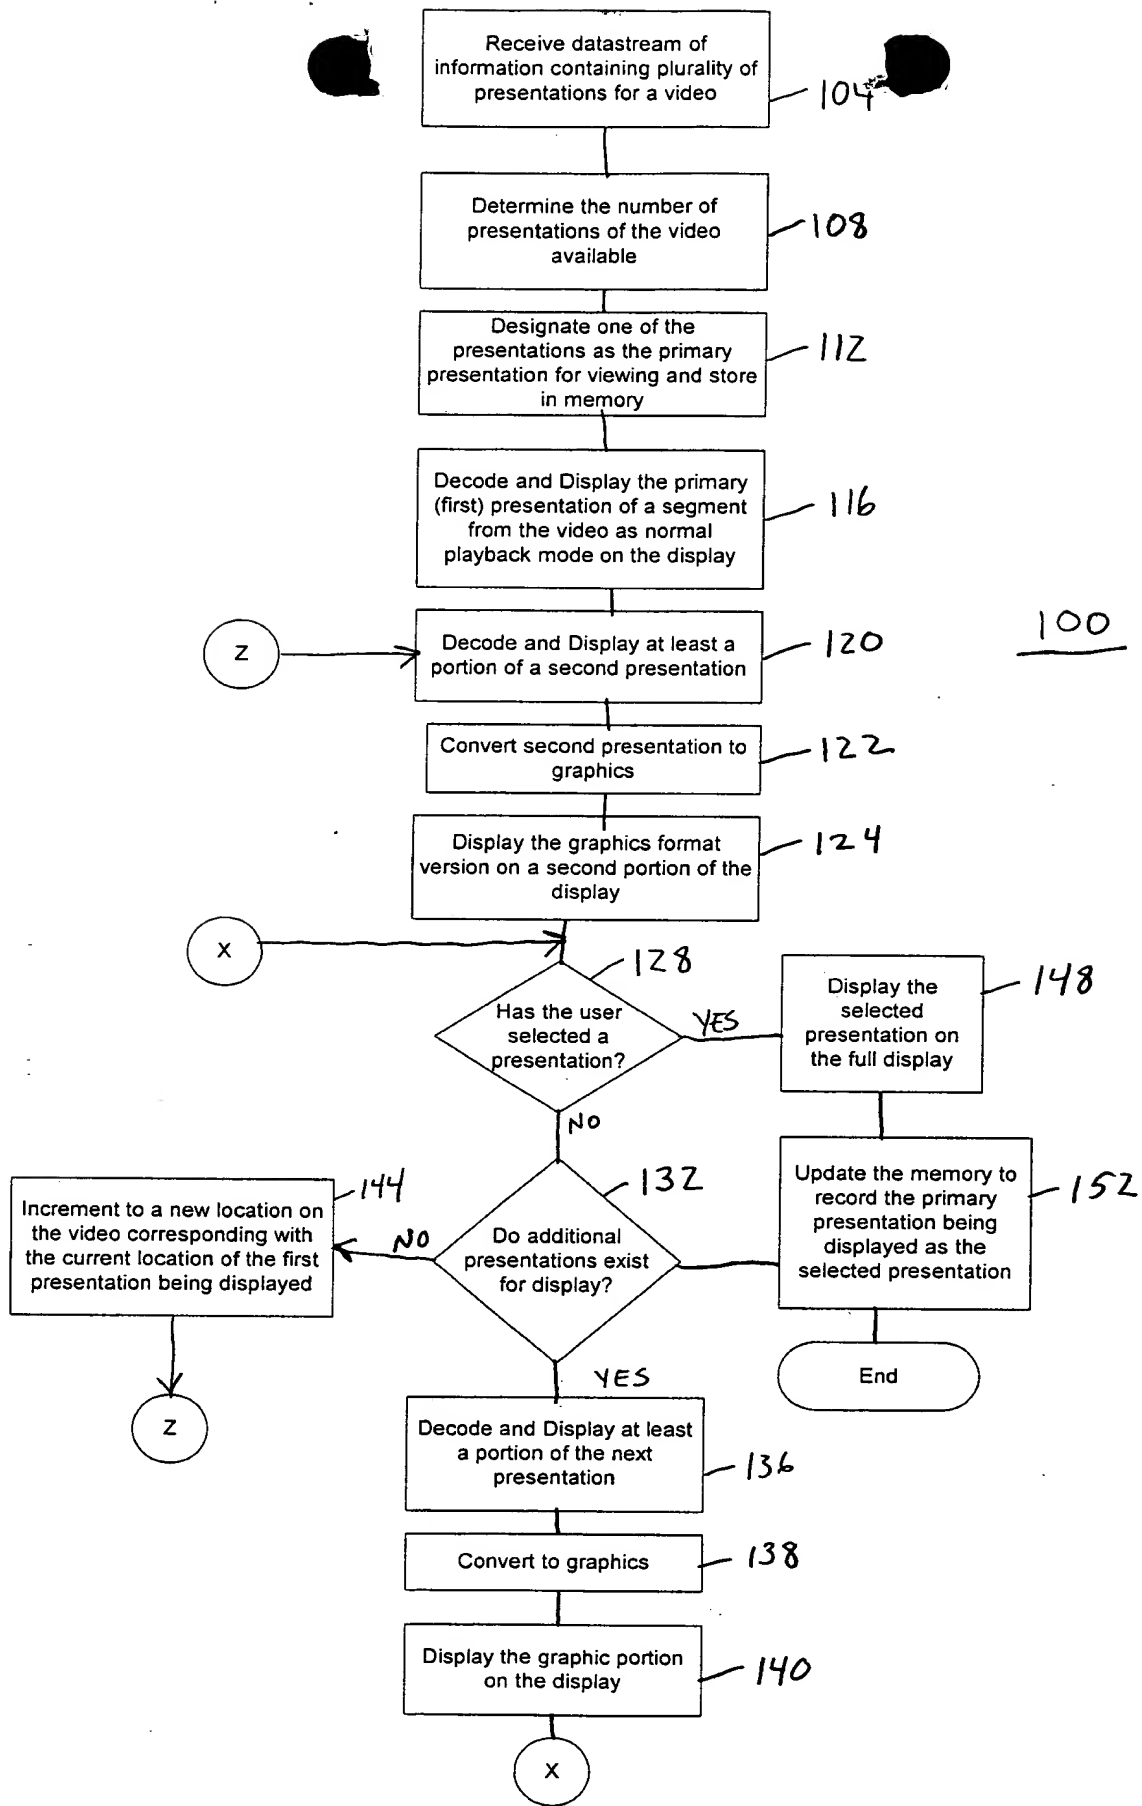 Receive datastream of
information containing plurality of
presentations for a video
104
Determine the number of
presentations of the video
available
108
Designate one of the
presentations as the primary
presentation for viewing and store
in memory
112
Decode and Display the primary
(first) presentation of a segment
from the video as normal
playback mode on the display
116
100
Z
Decode and Display at least a
portion of a second presentation
120
Convert second presentation to
graphics
122
Display the graphics format
version on a second portion of the
display
124
X
128
Has the user
selected a
presentation?
YES
NO
Display the
selected
presentation on
the full display
148
132
Do additional
presentations exist
for display?
NO
YES
Update the memory to
record the primary
presentation being
displayed as the
selected presentation
152
End
144
Increment to a new location on
the video corresponding with
the current location of the first
presentation being displayed
Z
Decode and Display at least
a portion of the next
presentation
136
Convert to graphics
138
Display the graphic portion
on the display
140
X